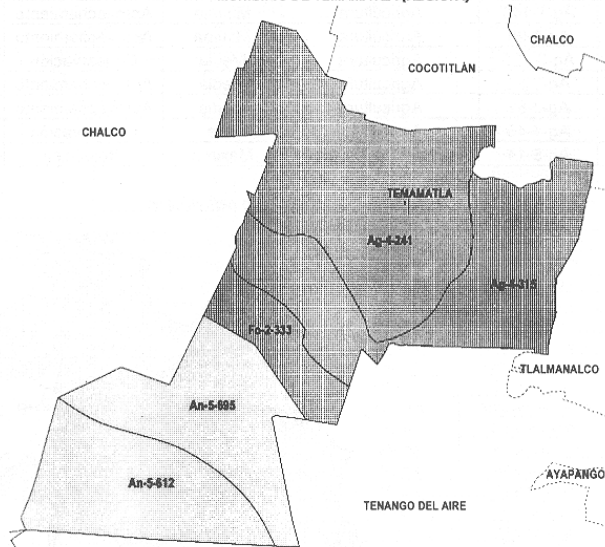 CHALCO
COCOTITLÁN
CHALCO
TEMAMATLA
Ag-4-241
Ag-4-315
Fo-2-333
TLALMANALCO
An-5-695
An-5-612
AYAPANGO
TENANGO DEL AIRE